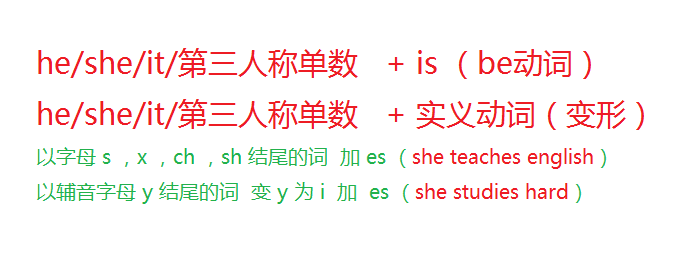 he/she/it/第三人称单数 + is （be动词）
he/she/it/第三人称单数 + 实义动词（变形）
以字母 s ，x ，ch ，sh 结尾的词 加 es （she teaches english）
以辅音字母 y 结尾的词 变 y 为 i 加 es （she studies hard）